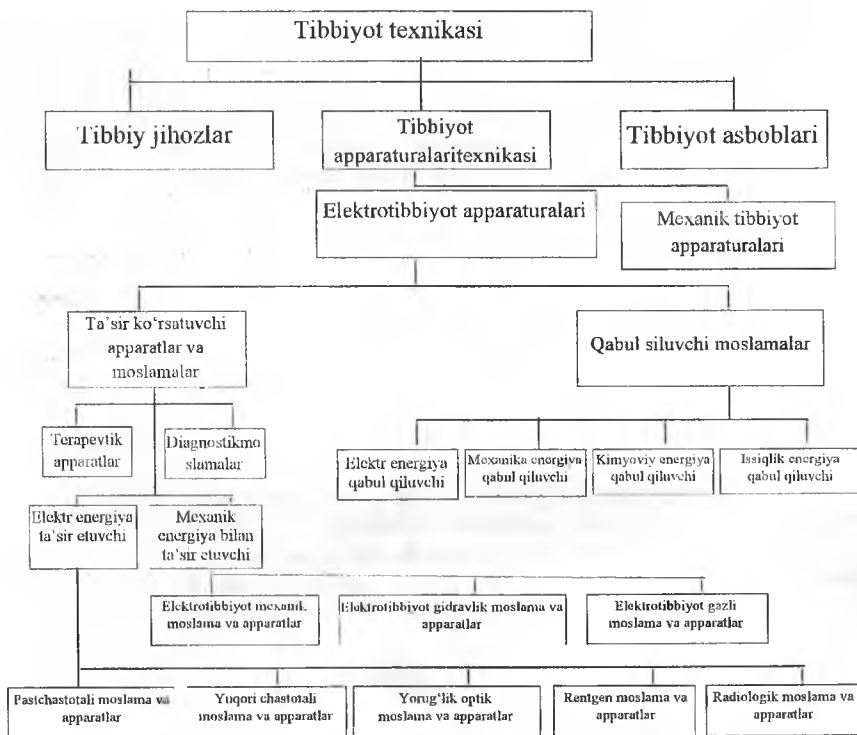 Tibbiyot texnikasi
Tibbiy jihozlar
Tibbiyot
apparaturalaritexnikasi
Tibbiyot asboblari
Elektrotibbiyot apparaturalari
Mexanik tibbiyot
apparaturalari
Ta'sir ko‘rsatuvchi
apparatlar va
moslamalar
Qabul siluvchi moslamalar
Terapevtik
apparatlar
Diagnostikmo
slamalar
Elektr energiya
qabul qiluvchi
Mexanika energiya
qabul qiluvchi
Kimyoviy energiya
qabul qiluvchi
Issiqlik energiya
qabul qiluvchi
Elektr energiya
ta'sir etuvchi
Mexanik
energiya bilan
ta'sir etuvchi
Elektrotibbiyot mexanik
moslama va apparatlar
Elektrotibbiyot gidravlik moslama va
apparatlar
Elektrotibbiyot gazli
moslama va apparatlar
Pastchastotali moslama va
apparatlar
Yuqori chastotali
moslama va apparatlar
Yorug‘lik optik
moslama va apparatlar
Rentgen moslama va
apparatlar
Radiologik moslama va
apparatlar